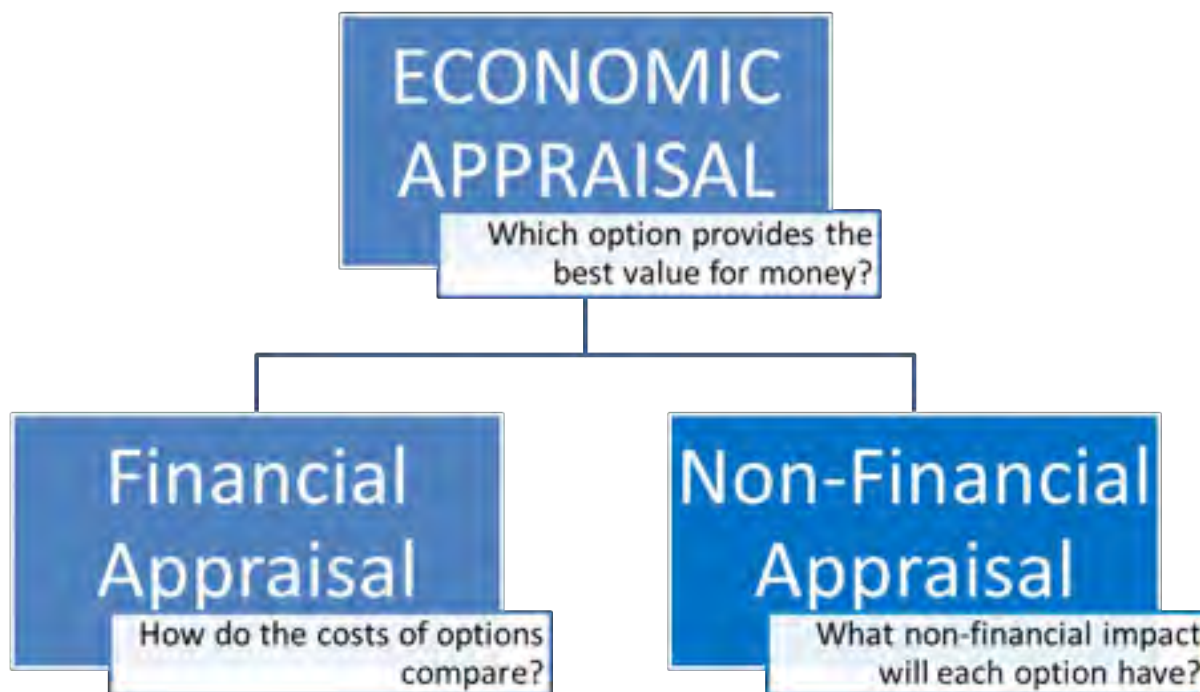 ECONOMIC
APPRAISAL
Which option provides the
best value for money?
Financial
Appraisal
How do the costs of options
compare?
Non-Financial
Appraisal
What non-financial impact
will each option have?